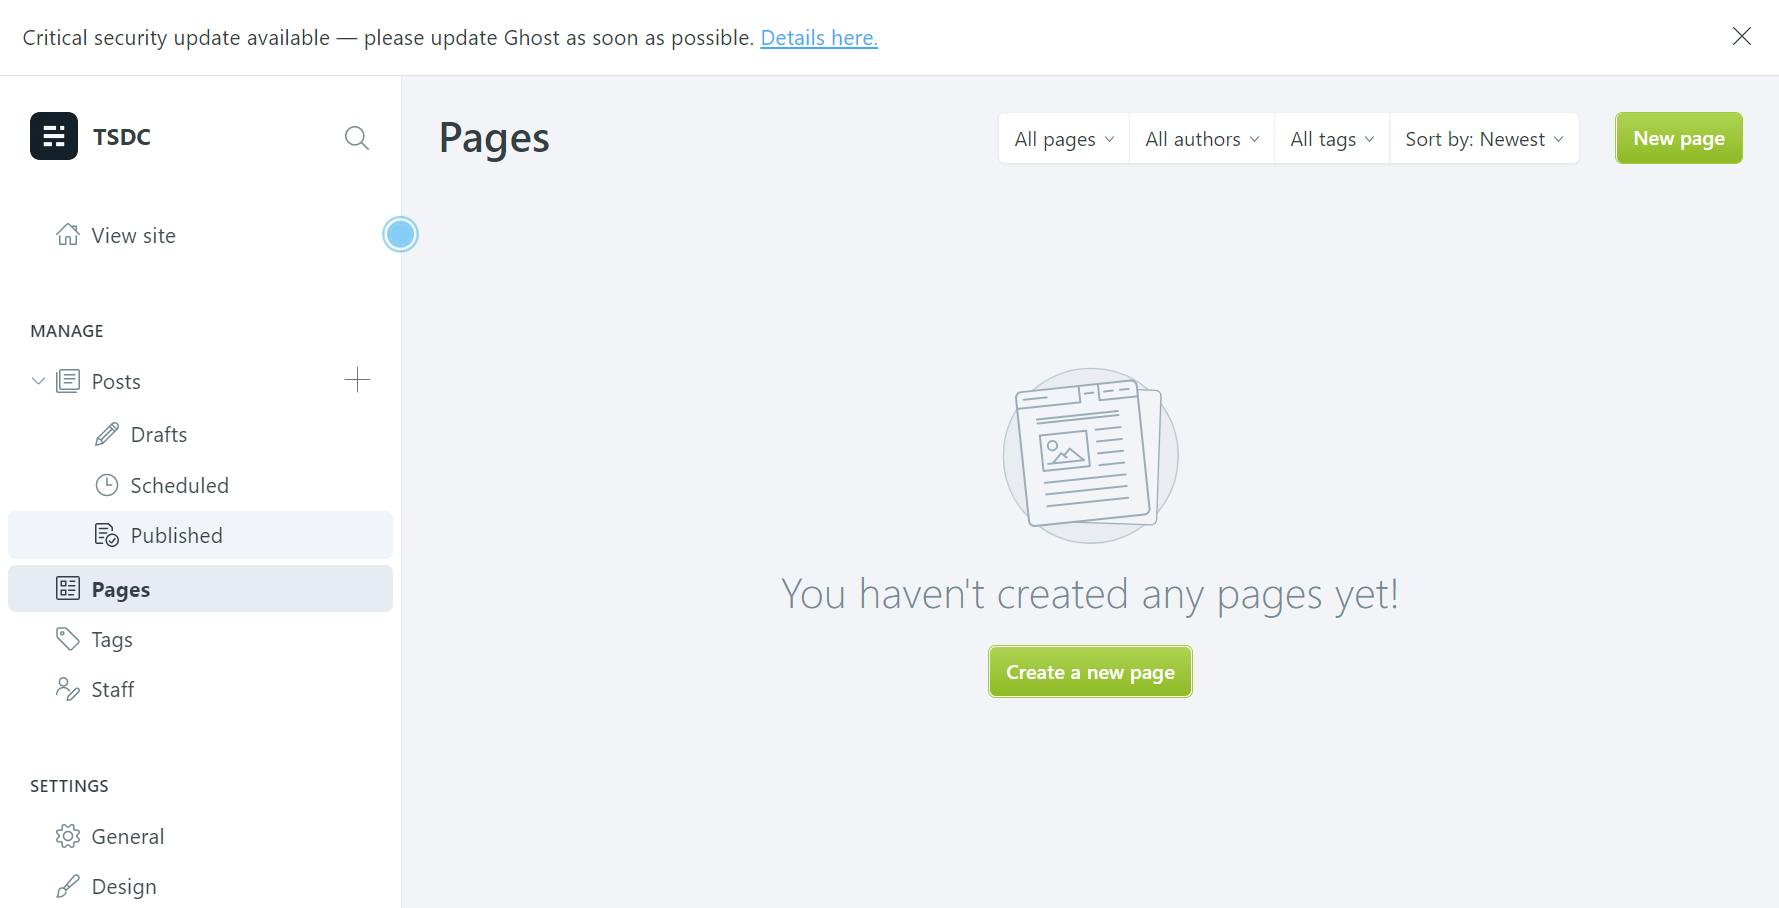 Critical security update available — please update Ghost as soon as possible. Details here.
TSDC
View site
MANAGE
Posts
Drafts
Scheduled
Published
Pages
Tags
Staff
SETTINGS
General
Design
Pages
All pages
All authors
All tags
Sort by: Newest
New page
You haven't created any pages yet!
Create a new page